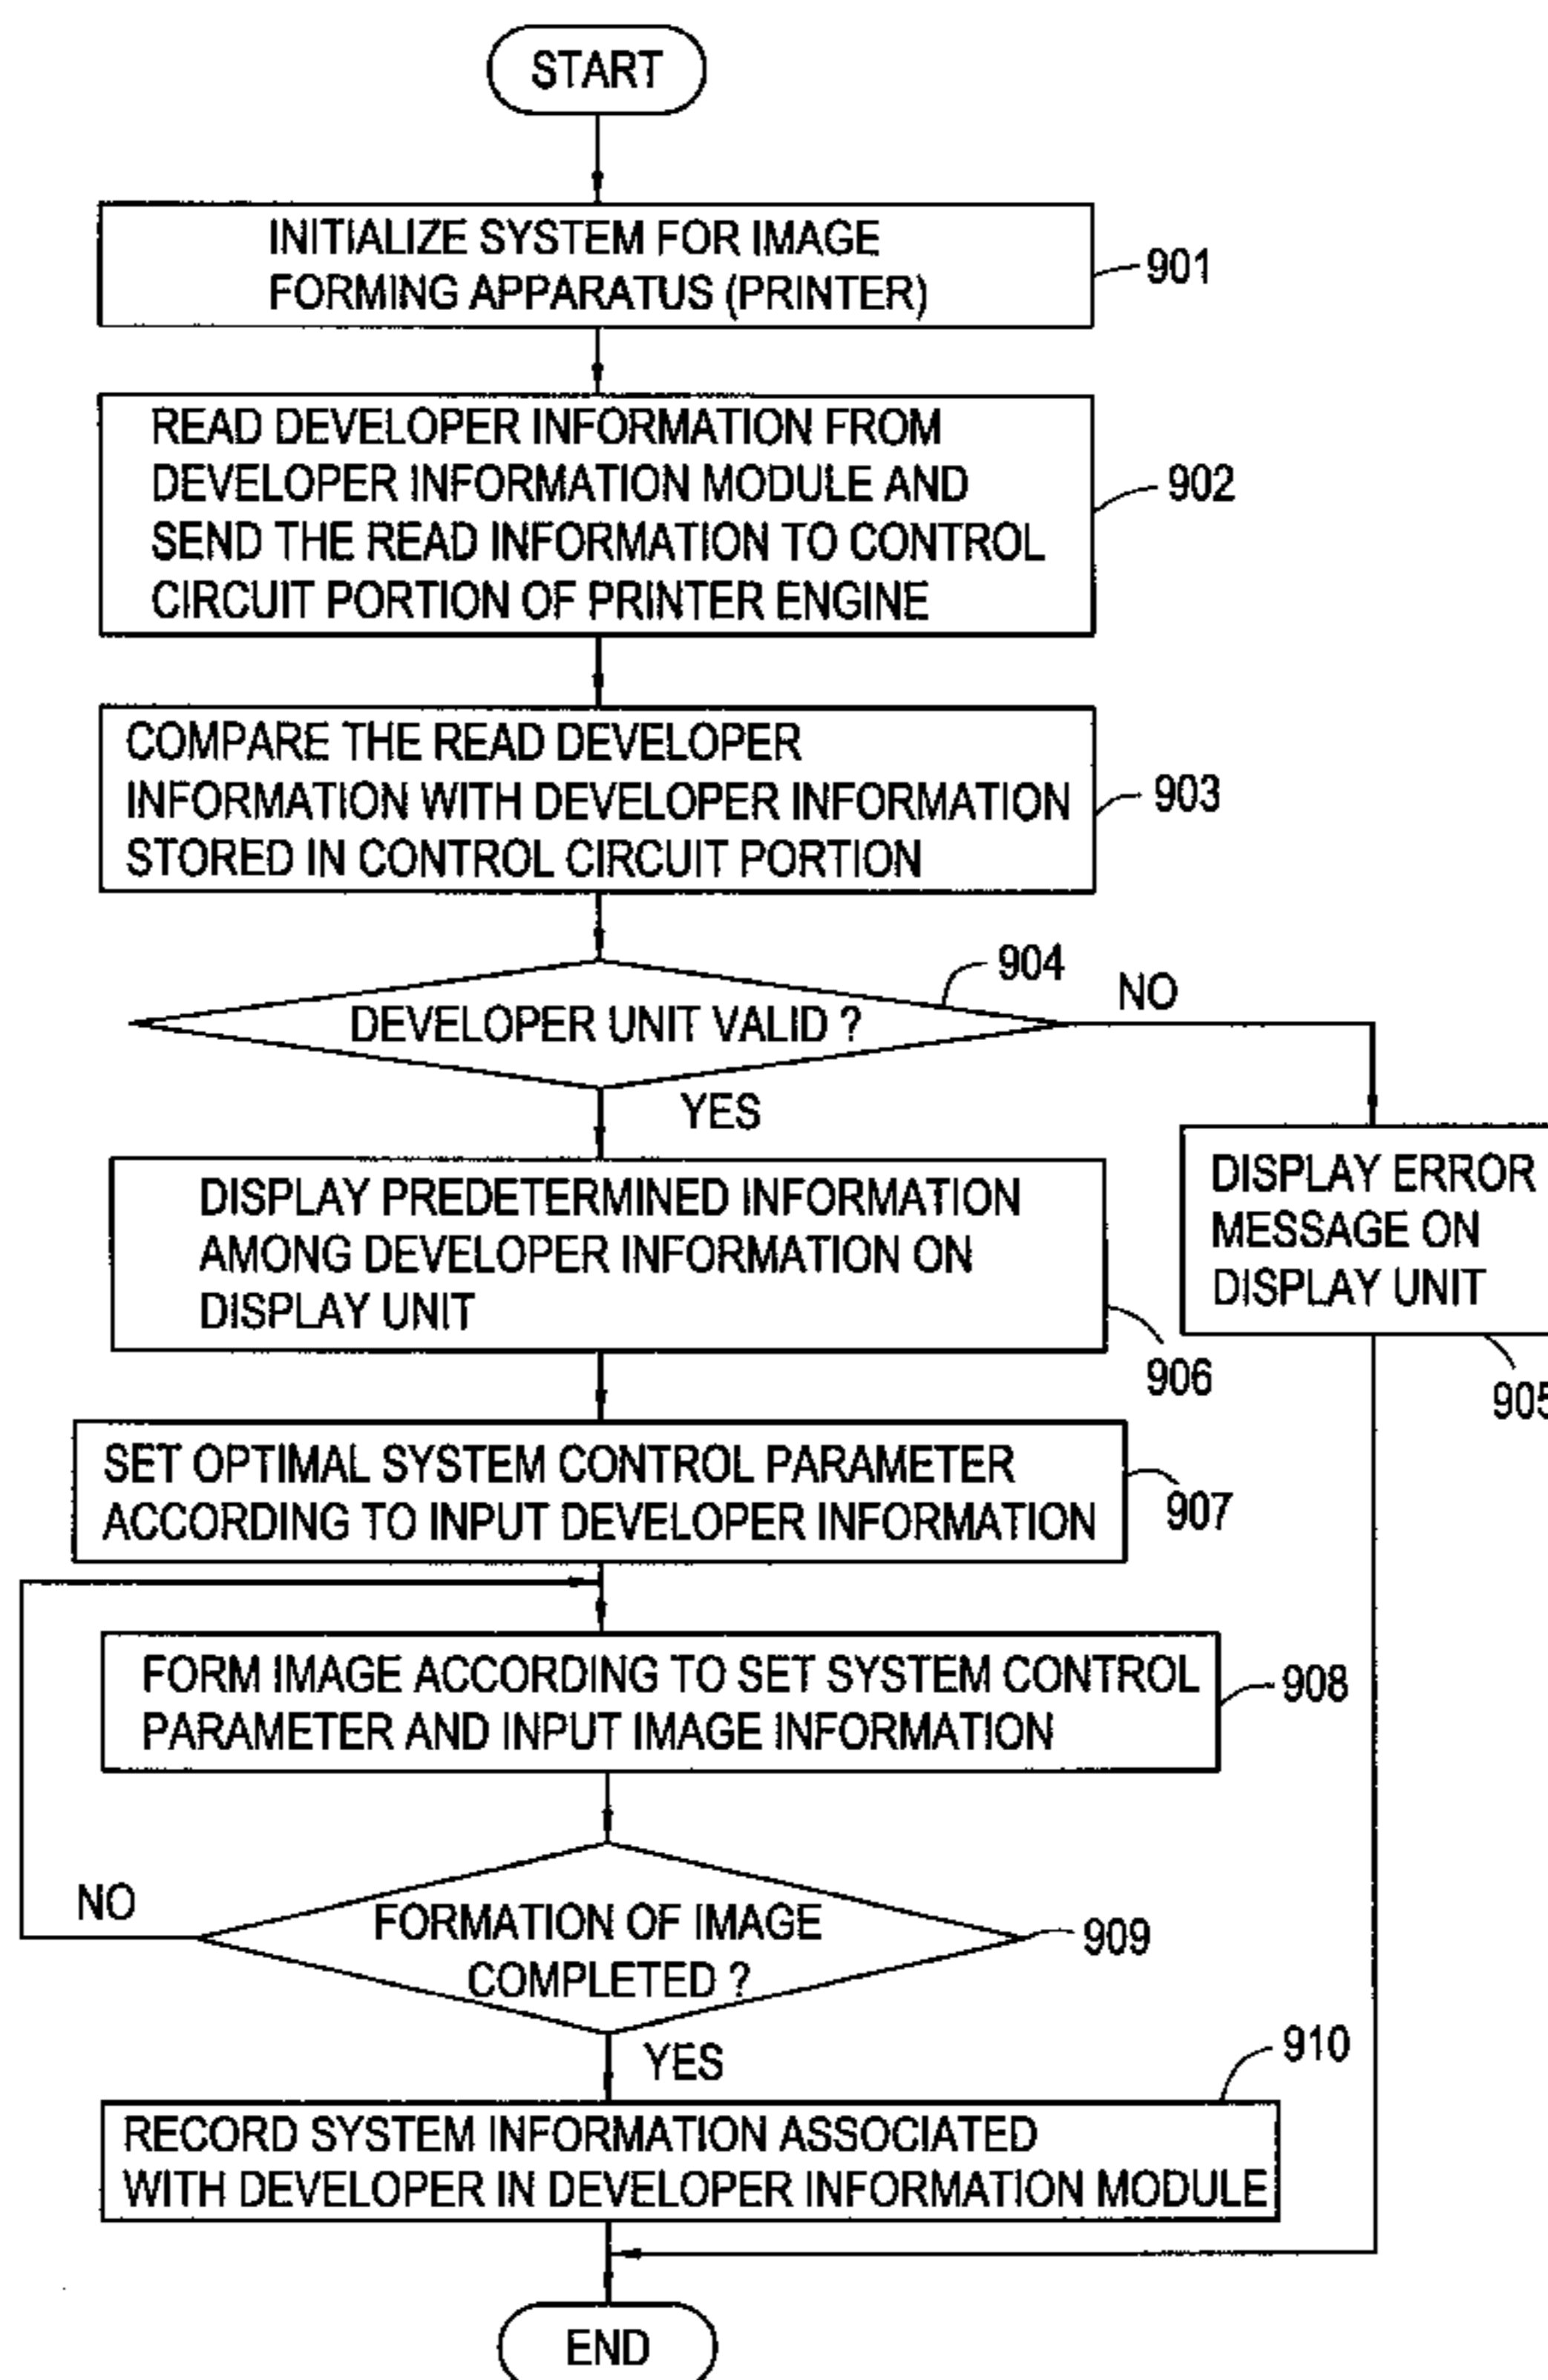 START
INITIALIZE SYSTEM FOR IMAGE
FORMING APPARATUS (PRINTER)
901
READ DEVELOPER INFORMATION FROM
DEVELOPER INFORMATION MODULE AND
SEND THE READ INFORMATION TO CONTROL
CIRCUIT PORTION OF PRINTER ENGINE
902
COMPARE THE READ DEVELOPER
INFORMATION WITH DEVELOPER INFORMATION
STORED IN CONTROL CIRCUIT PORTION
903
DEVELOPER UNIT VALID ?
904
NO
YES
DISPLAY ERROR
MESSAGE ON
DISPLAY UNIT
905
DISPLAY PREDETERMINED INFORMATION
AMONG DEVELOPER INFORMATION ON
DISPLAY UNIT
906
SET OPTIMAL SYSTEM CONTROL PARAMETER
ACCORDING TO INPUT DEVELOPER INFORMATION
907
FORM IMAGE ACCORDING TO SET SYSTEM CONTROL
PARAMETER AND INPUT IMAGE INFORMATION
908
NO
FORMATION OF IMAGE
COMPLETED ?
909
YES
910
RECORD SYSTEM INFORMATION ASSOCIATED
WITH DEVELOPER IN DEVELOPER INFORMATION MODULE
END